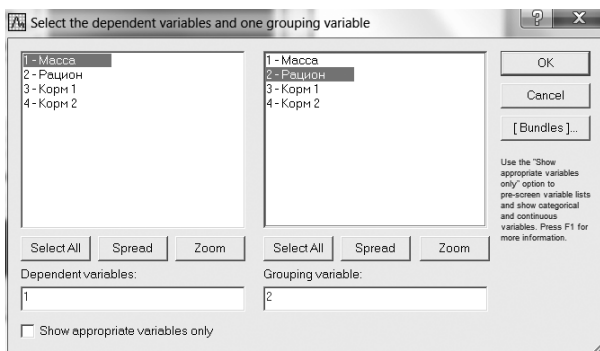 Select the dependent variables and one grouping variable
1 - Масса
2 - Рацион
3 - Корм 1
4 - Корм 2
Select All
Spread
Zoom
Dependent variables:
1
1 - Масса
2 - Рацион
3 - Корм 1
4 - Корм 2
Select All
Spread
Zoom
Grouping variable:
2
Show appropriate variables only
OK
Cancel
[ Bundles ]...
Use the "Show
appropriate variables
only" option to
pre-screen variable lists
and show categorical
and continuous
variables. Press F1 for
more information.